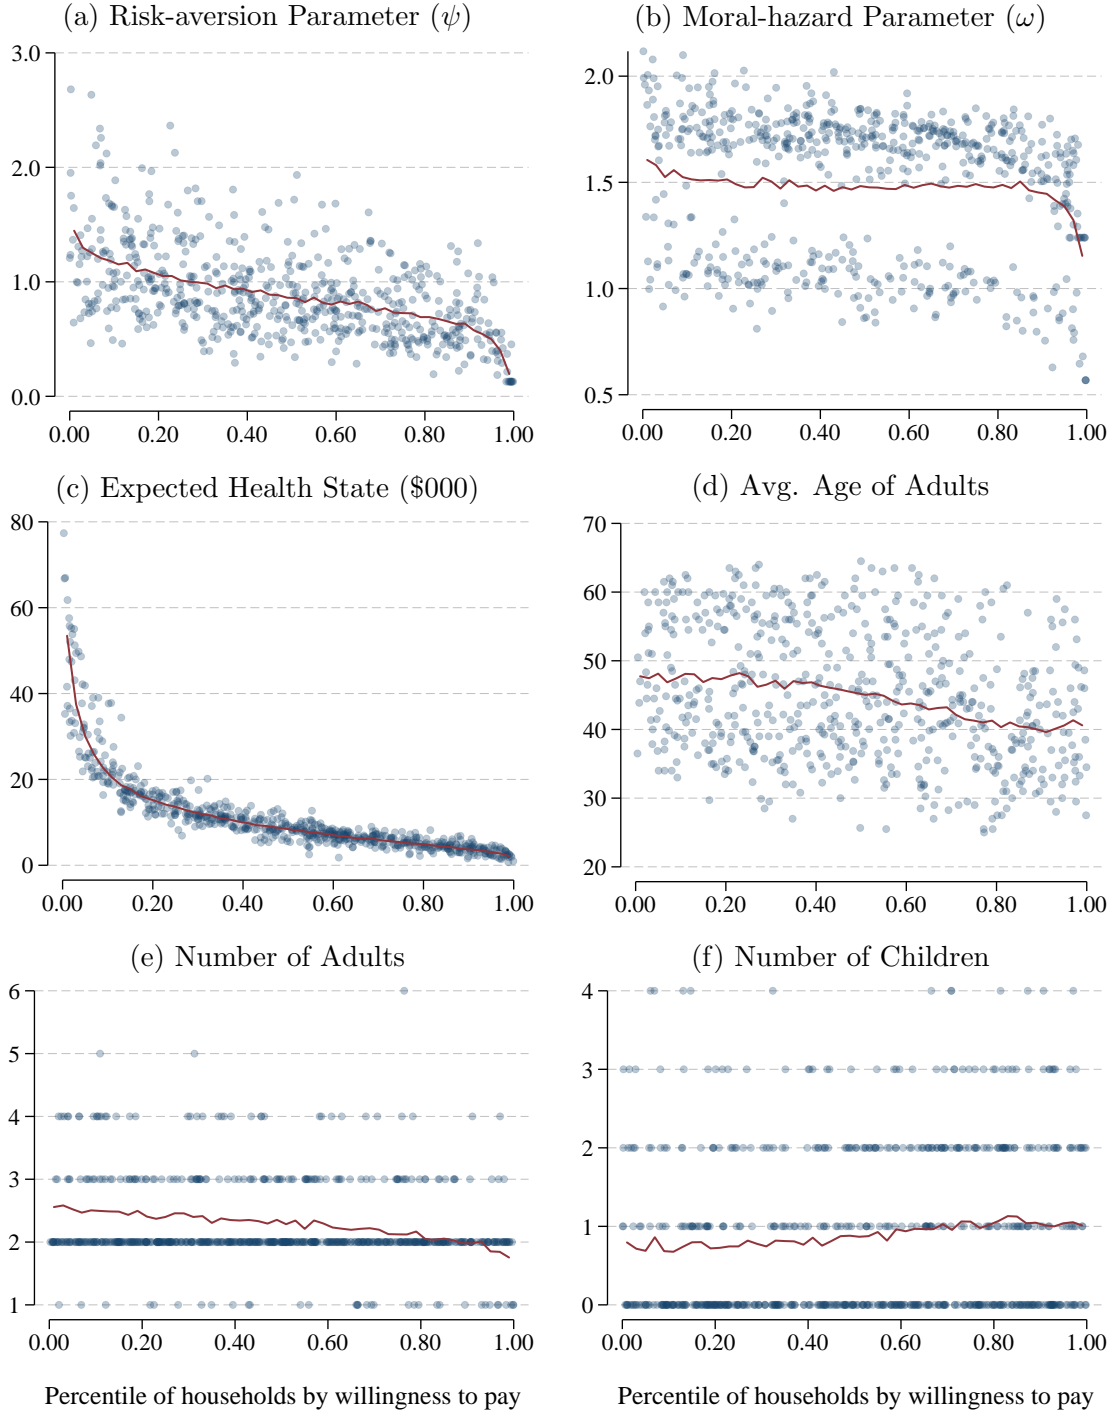 (a) Risk-aversion Parameter (ψ)
3.0
2.0
1.0
0.0
0.00 0.20 0.40 0.60 0.80 1.00
(b) Moral-hazard Parameter (ω)
2.0
1.5
1.0
0.5
0.00 0.20 0.40 0.60 0.80 1.00
(c) Expected Health State ($000)
80
60
40
20
0
0.00 0.20 0.40 0.60 0.80 1.00
(d) Avg. Age of Adults
70
60
50
40
30
20
0.00 0.20 0.40 0.60 0.80 1.00
(e) Number of Adults
6
5
4
3
2
1
0.00 0.20 0.40 0.60 0.80 1.00
Percentile of households by willingness to pay
(f) Number of Children
4
3
2
1
0
0.00 0.20 0.40 0.60 0.80 1.00
Percentile of households by willingness to pay